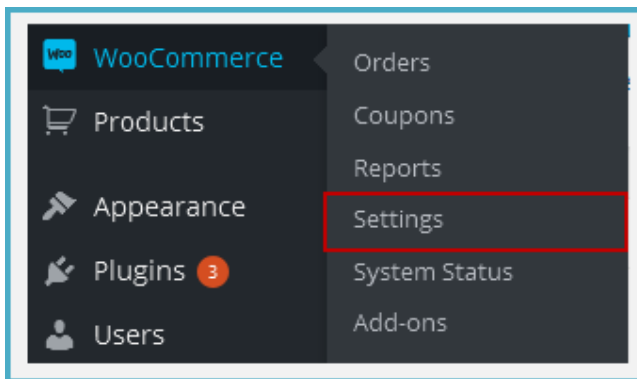 Woo WooCommerce
Products
Appearance
Plugins 3
Users
Orders
Coupons
Reports
Settings
System Status
Add-ons